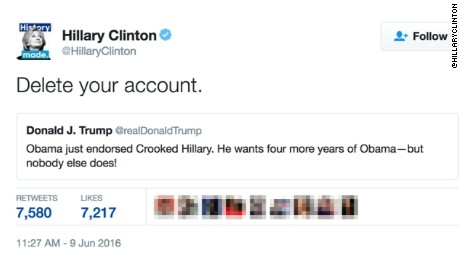 History
made.
Hillary Clinton
@HillaryClinton
Follow
@HILLARYCLINTON
Delete your account.
Donald J. Trump @realDonaldTrump
Obama just endorsed Crooked Hillary. He wants four more years of Obama—but
nobody else does!
RETWEETS LIKES
7,580 7,217
11:27 AM - 9 Jun 2016